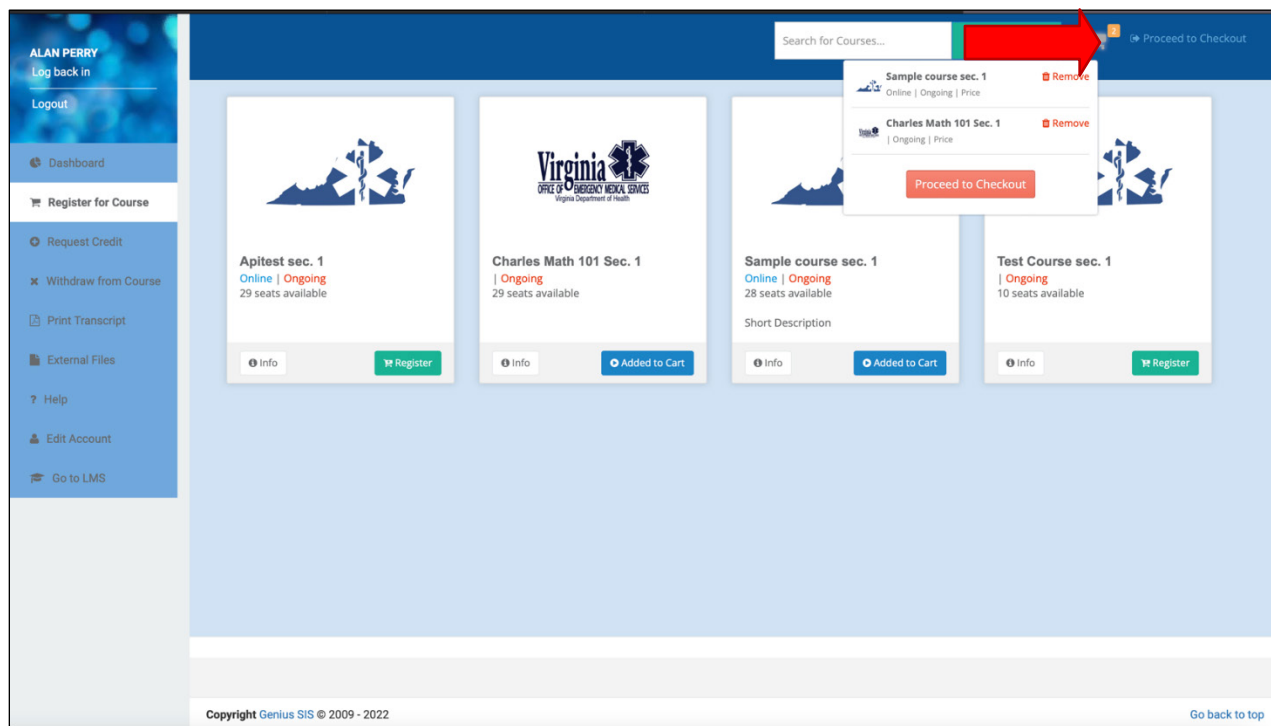 ALAN PERRY
Log back in
Logout
Dashboard
Register for Course
Request Credit
Withdraw from Course
Print Transcript
External Files
? Help
Edit Account
Go to LMS
Search for Courses...
2
Proceed to Checkout
Sample course sec. 1
Remove
Online | Ongoing | Price
Charles Math 101 Sec. 1
Remove
| Ongoing | Price
Proceed to Checkout
Apitest sec. 1
Online | Ongoing
29 seats available
Info
Register
Virginia
OFFICE OF EMERGENCY MEDICAL SERVICES
Virginia Department of Health
Charles Math 101 Sec. 1
| Ongoing
29 seats available
Info
Added to Cart
Sample course sec. 1
Online | Ongoing
28 seats available
Short Description
Info
Added to Cart
Test Course sec. 1
| Ongoing
10 seats available
Info
Register
Copyright Genius SIS © 2009 - 2022
Go back to top